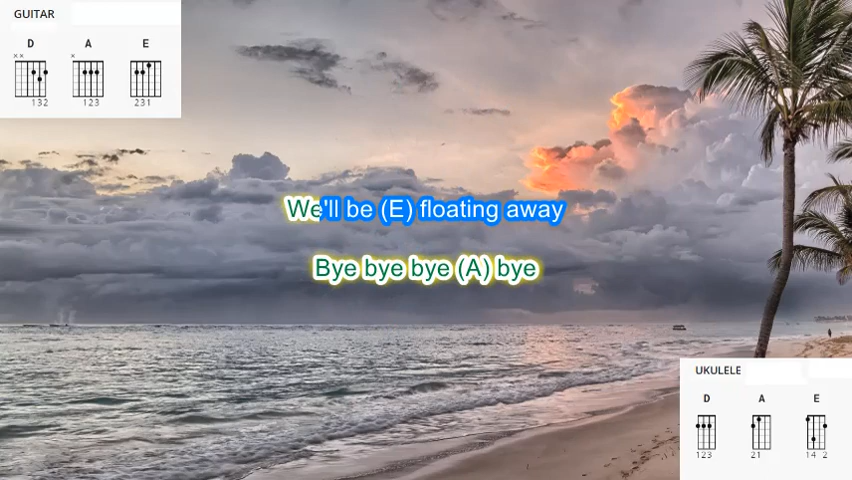 GUITAR
D A E
×× ×
132 123 231
We'll be (E) floating away
Bye bye bye (A) bye
UKULELE
D A E
123 21 14 2